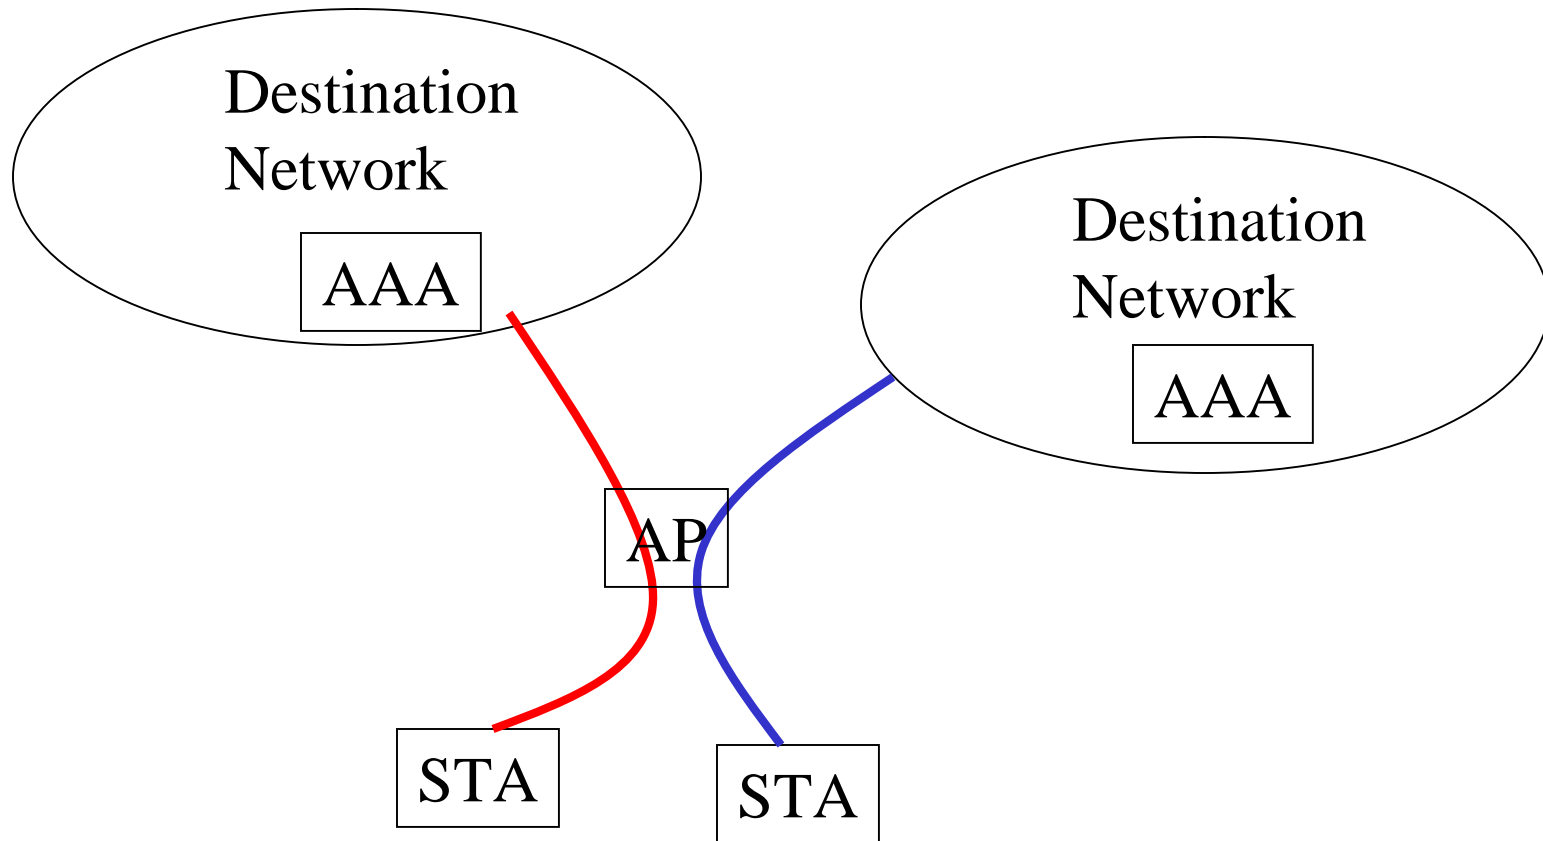 Destination
Network
AAA
Destination
Network
AAA
AP
STA
STA